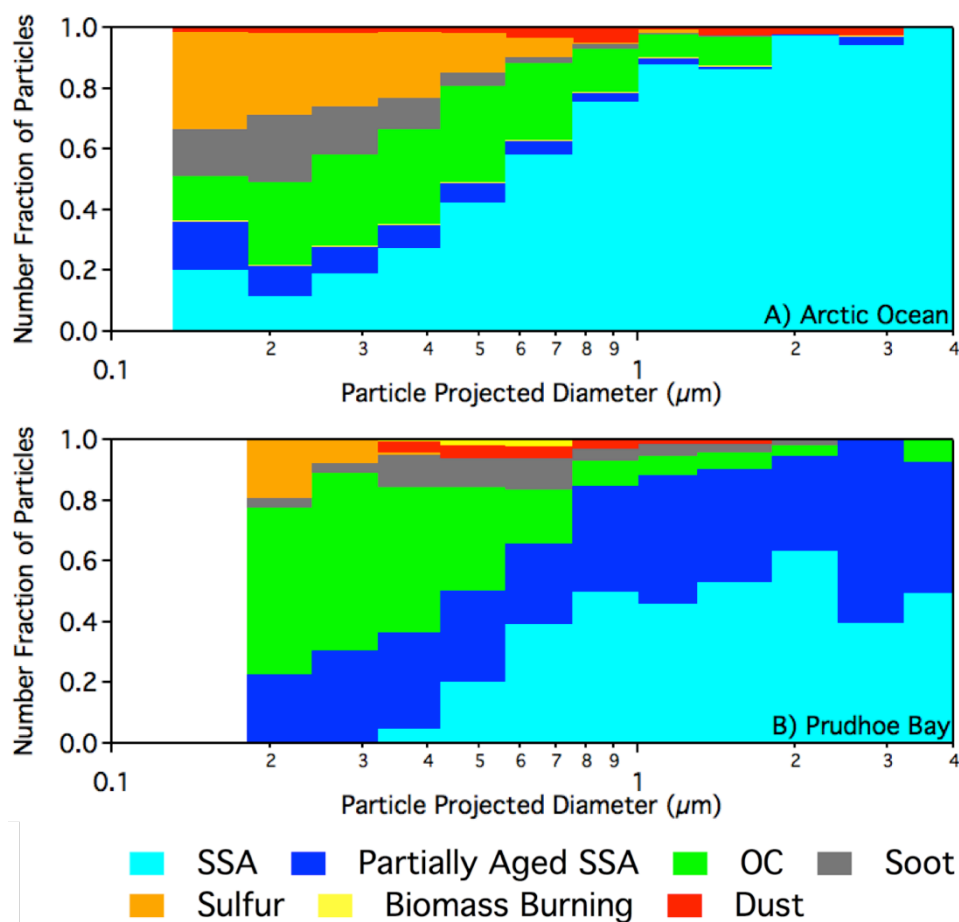 Number Fraction of Particles
1.0
0.8
0.6
0.4
0.2
0.0
A) Arctic Ocean
2 3 4 5 6 7 8 9 2 3 4
0.1 1
Particle Projected Diameter (µm)
Number Fraction of Particles
1.0
0.8
0.6
0.4
0.2
0.0
B) Prudhoe Bay
2 3 4 5 6 7 8 9 2 3 4
0.1 1
Particle Projected Diameter (µm)
SSA Partially Aged SSA OC Soot
Sulfur Biomass Burning Dust